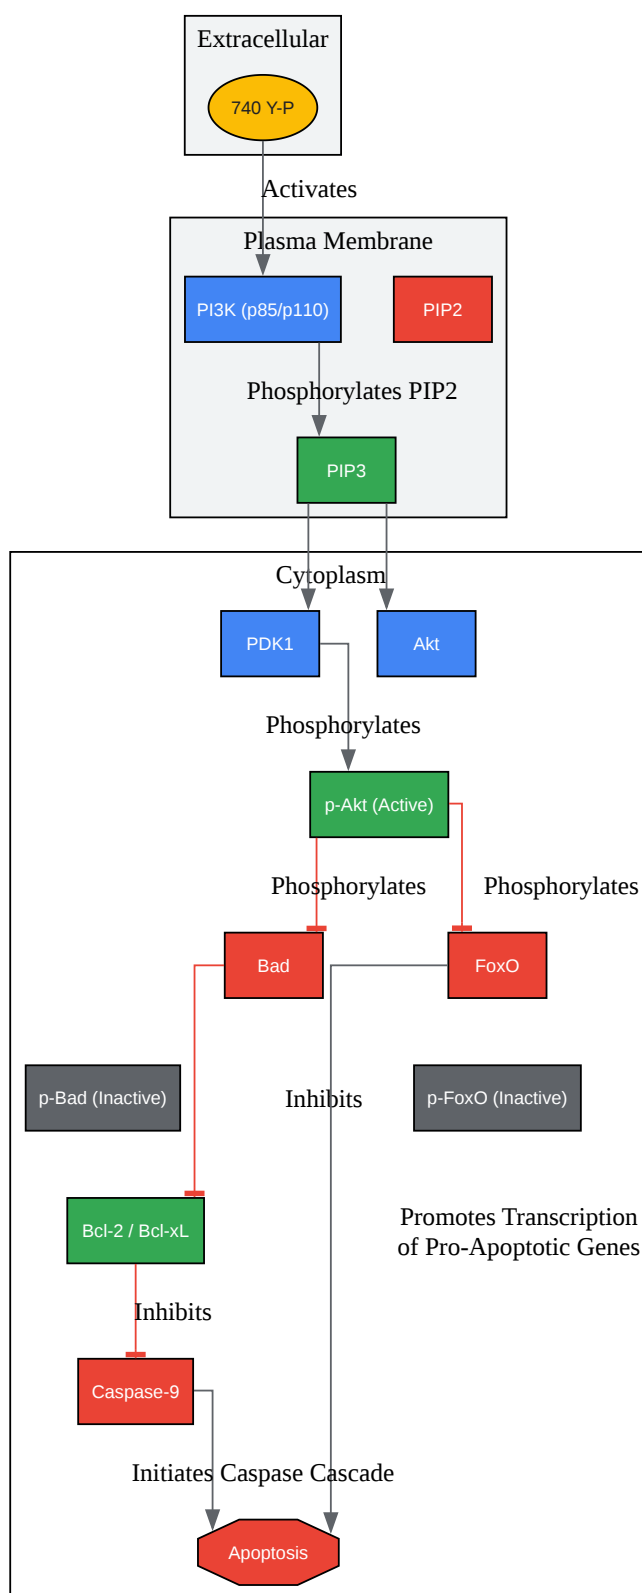 Extracellular
740 Y-P
Activates
Plasma Membrane
PI3K (p85/p110)
PIP2
Phosphorylates PIP2
PIP3
Cytoplasm
PDK1
Akt
Phosphorylates
p-Akt (Active)
Phosphorylates
Phosphorylates
Bad
FoxO
p-Bad (Inactive)
Inhibits
p-FoxO (Inactive)
Bcl-2 / Bcl-xL
Promotes Transcription
of Pro-Apoptotic Genes
Inhibits
Caspase-9
Initiates Caspase Cascade
Apoptosis